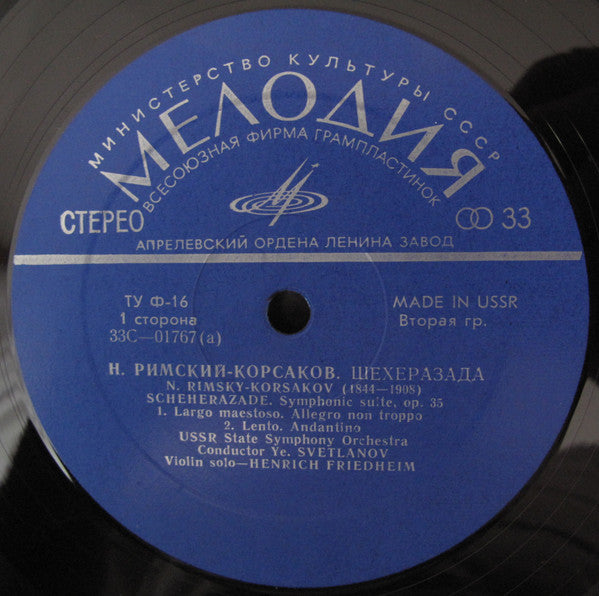 МИНИСТЕРСТВО КУЛЬТУРЫ СССР
МЕЛОДИЯ
ВСЕСОЮЗНАЯ ФИРМА ГРАМПЛАСТИНОК
СТЕРЕО
33
АПРЕЛЕВСКИЙ ОРДЕНА ЛЕНИНА ЗАВОД
ТУ Ф-16
MADE IN USSR
1 сторона
Вторая гр.
33С—01767(а)
Н. РИМСКИЙ-КОРСАКОВ. ШЕХЕРАЗАДА
N. RIMSKY-KORSAKOV (1844—1908)
SCHEHERAZADE. Symphonic suite, op. 35
1. Largo maestoso. Allegro non troppo
2. Lento. Andantino
USSR State Symphony Orchestra
Conductor Ye. SVETLANOV
Violin solo—HENRICH FRIEDHEIM